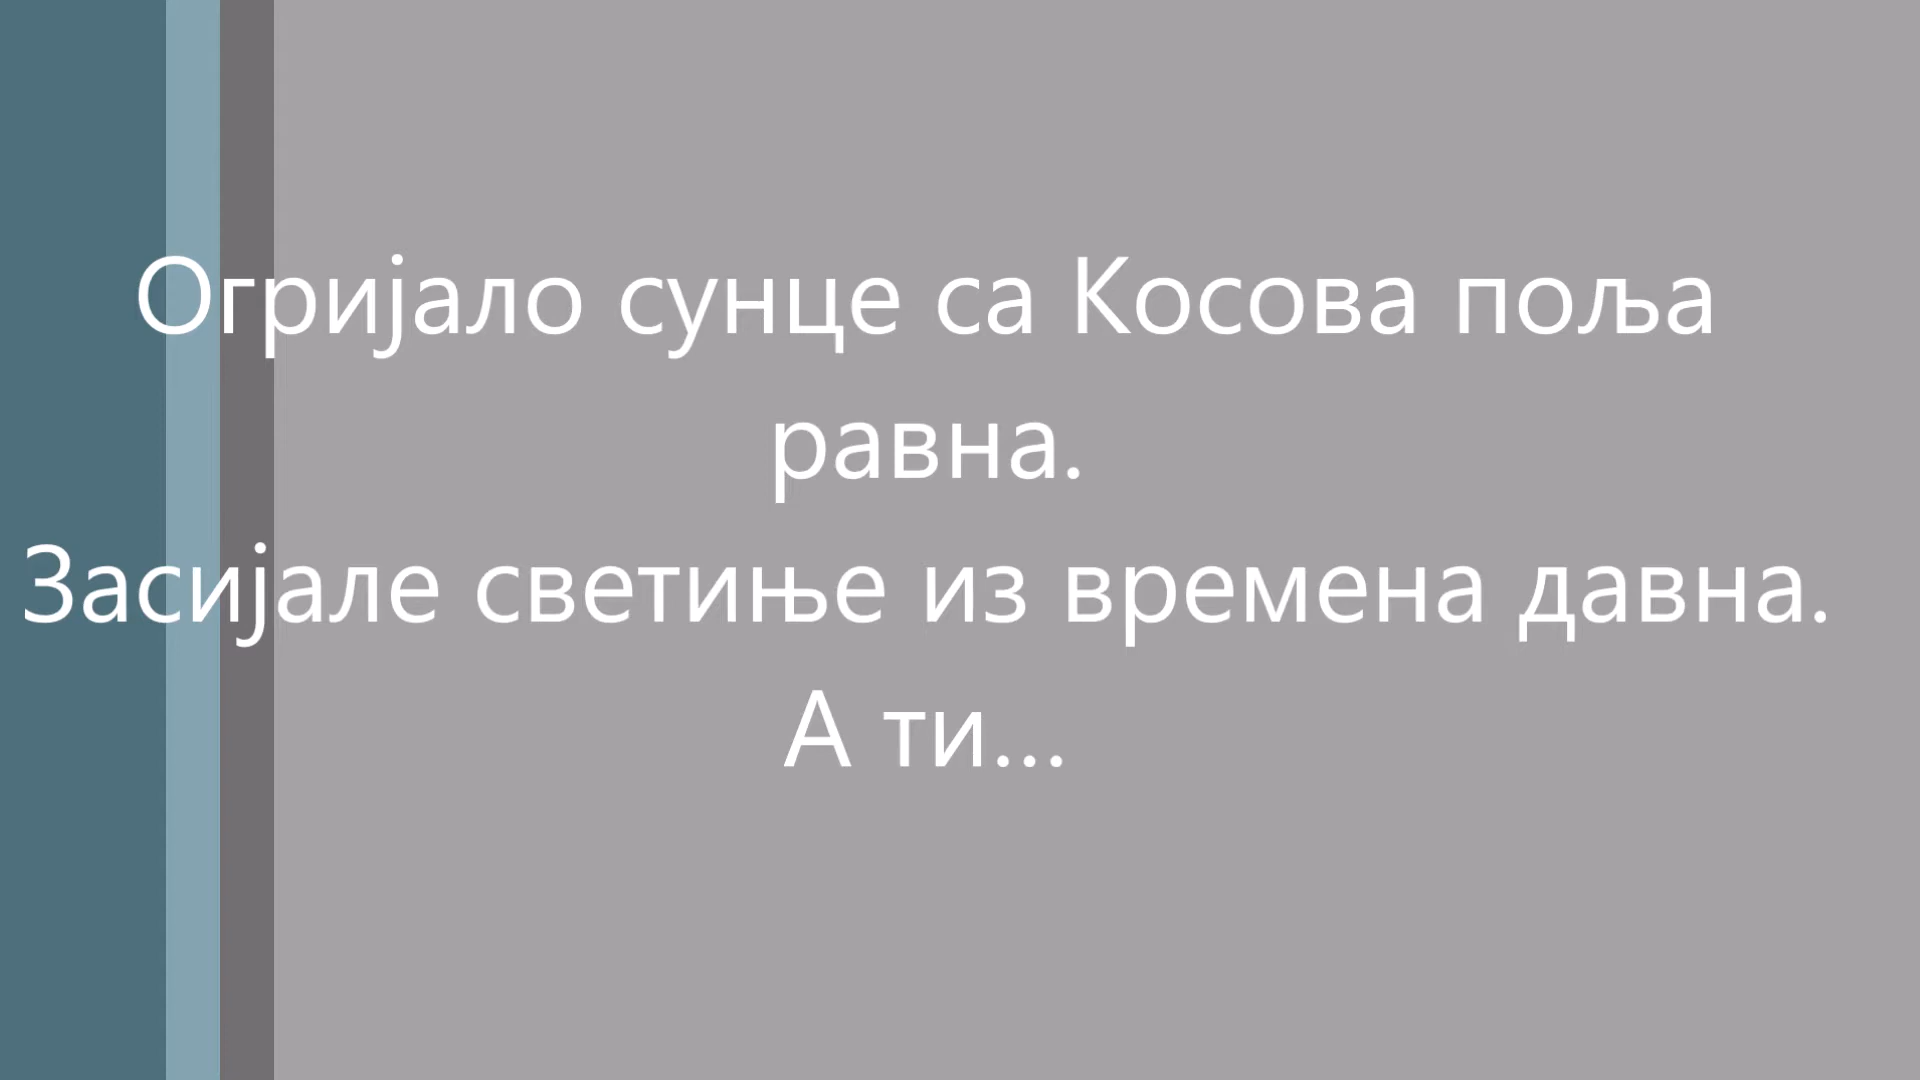 Огријало сунце са Косова поља
равна.
Засијале светиње из времена давна.
А ти...